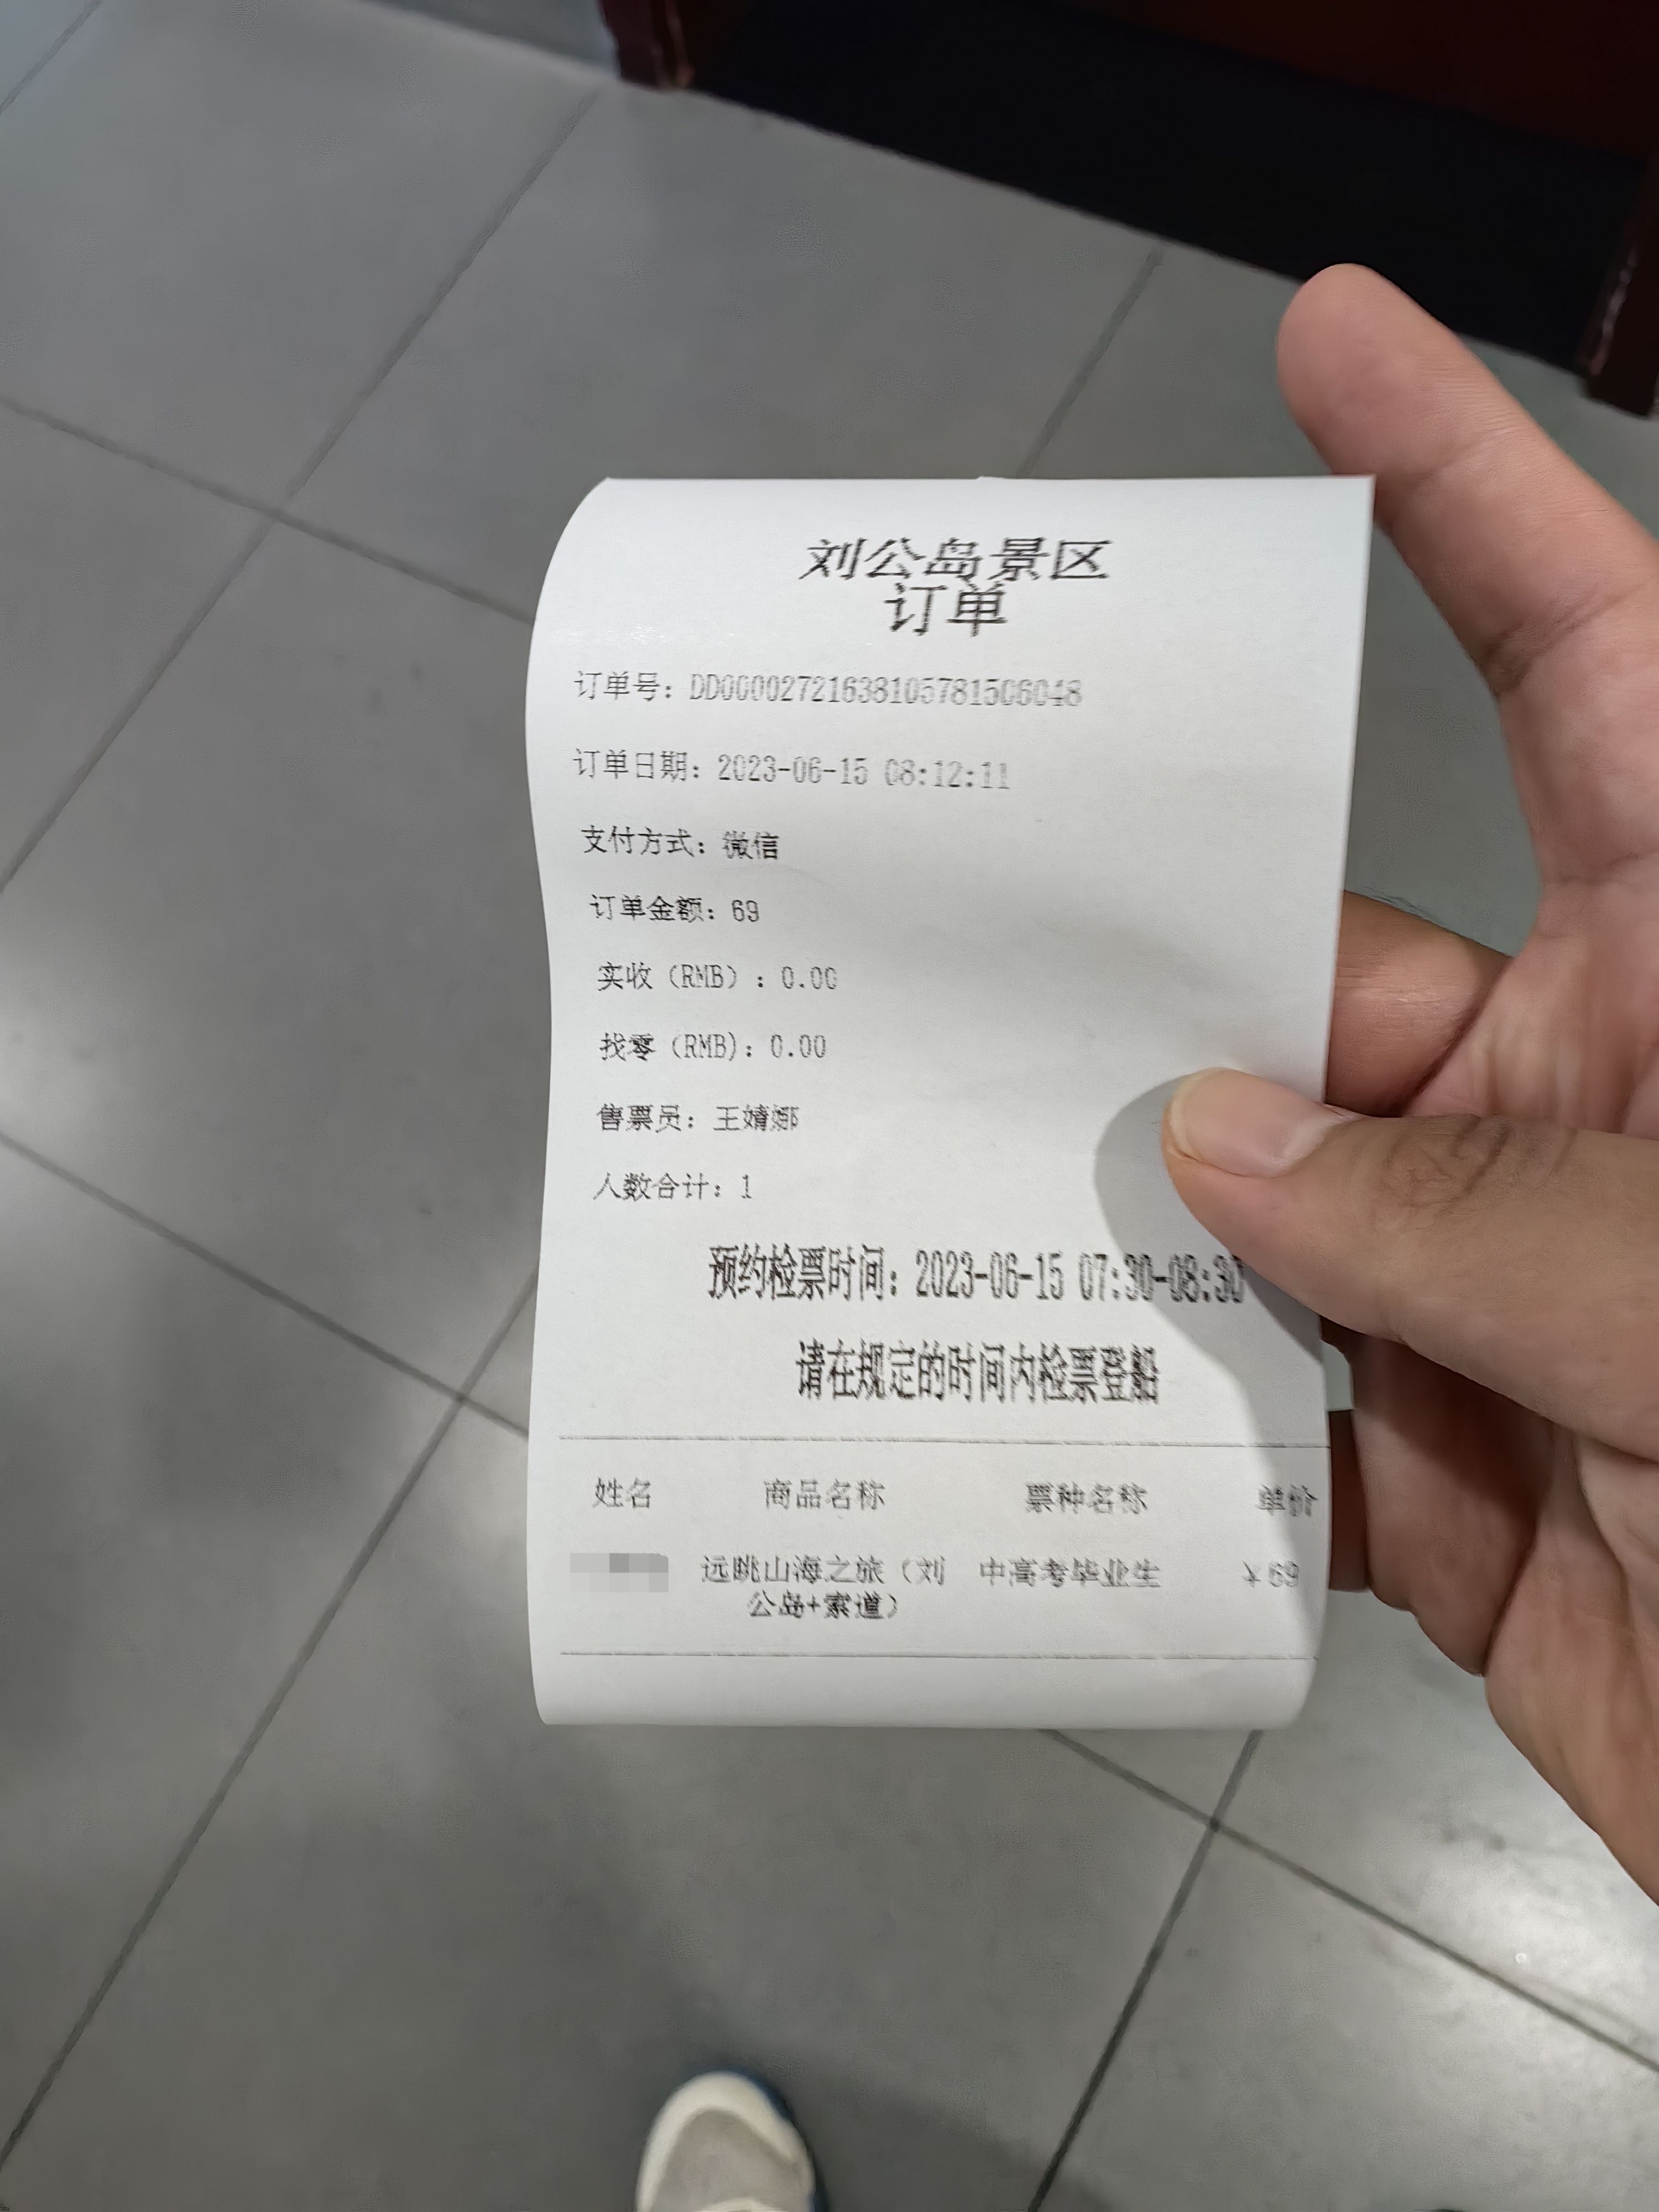 刘公岛景区
订单
订单号：DD00002721638105781506048
订单日期：2023-06-15 08:12:11
支付方式：微信
订单金额：69
实收（RMB）：0.00
找零（RMB)：0.00
售票员：王婧娜
人数合计：1
预约检票时间：2023-06-15 07:30-08:30
请在规定的时间内检票登船
姓名 商品名称 票种名称 单价
远眺山海之旅（刘 中高考毕业生 ￥69
公岛+索道）